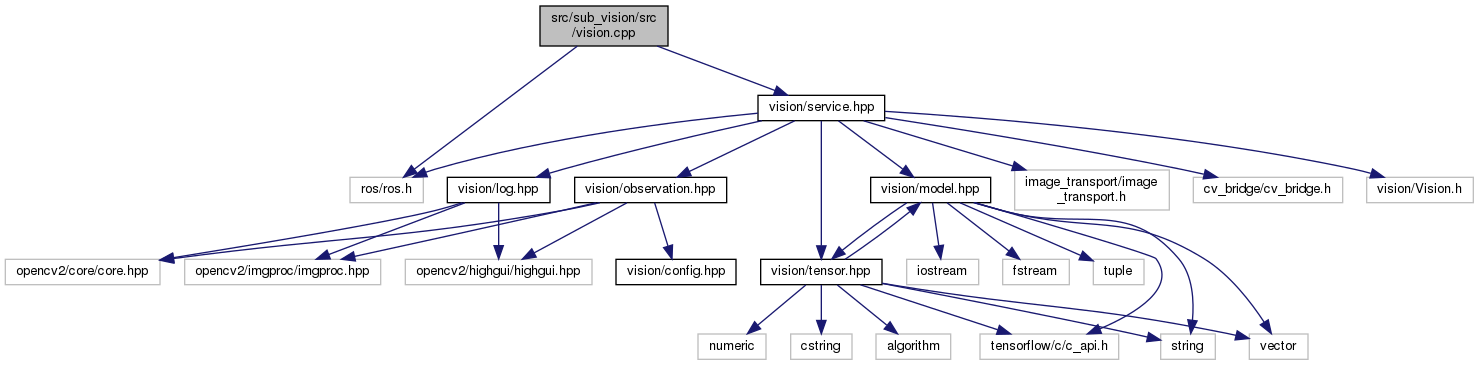 src/sub_vision/src
/vision.cpp
vision/service.hpp
ros/ros.h
vision/log.hpp
vision/observation.hpp
vision/model.hpp
image_transport/image
_transport.h
cv_bridge/cv_bridge.h
vision/Vision.h
opencv2/core/core.hpp
opencv2/imgproc/imgproc.hpp
opencv2/highgui/highgui.hpp
vision/config.hpp
vision/tensor.hpp
iostream
fstream
tuple
numeric
cstring
algorithm
tensorflow/c/c_api.h
string
vector